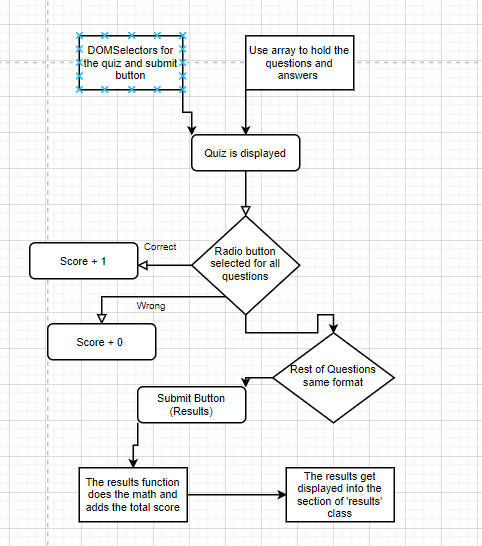 DOMSelectors for
the quiz and submit
button
Use array to hold the
questions and
answers
Quiz is displayed
Radio button
selected for all
questions
Correct
Score + 1
Wrong
Score + 0
Rest of Questions
same format
Submit Button
(Results)
The results function
does the math and
adds the total score
The results get
displayed into the
section of 'results'
class